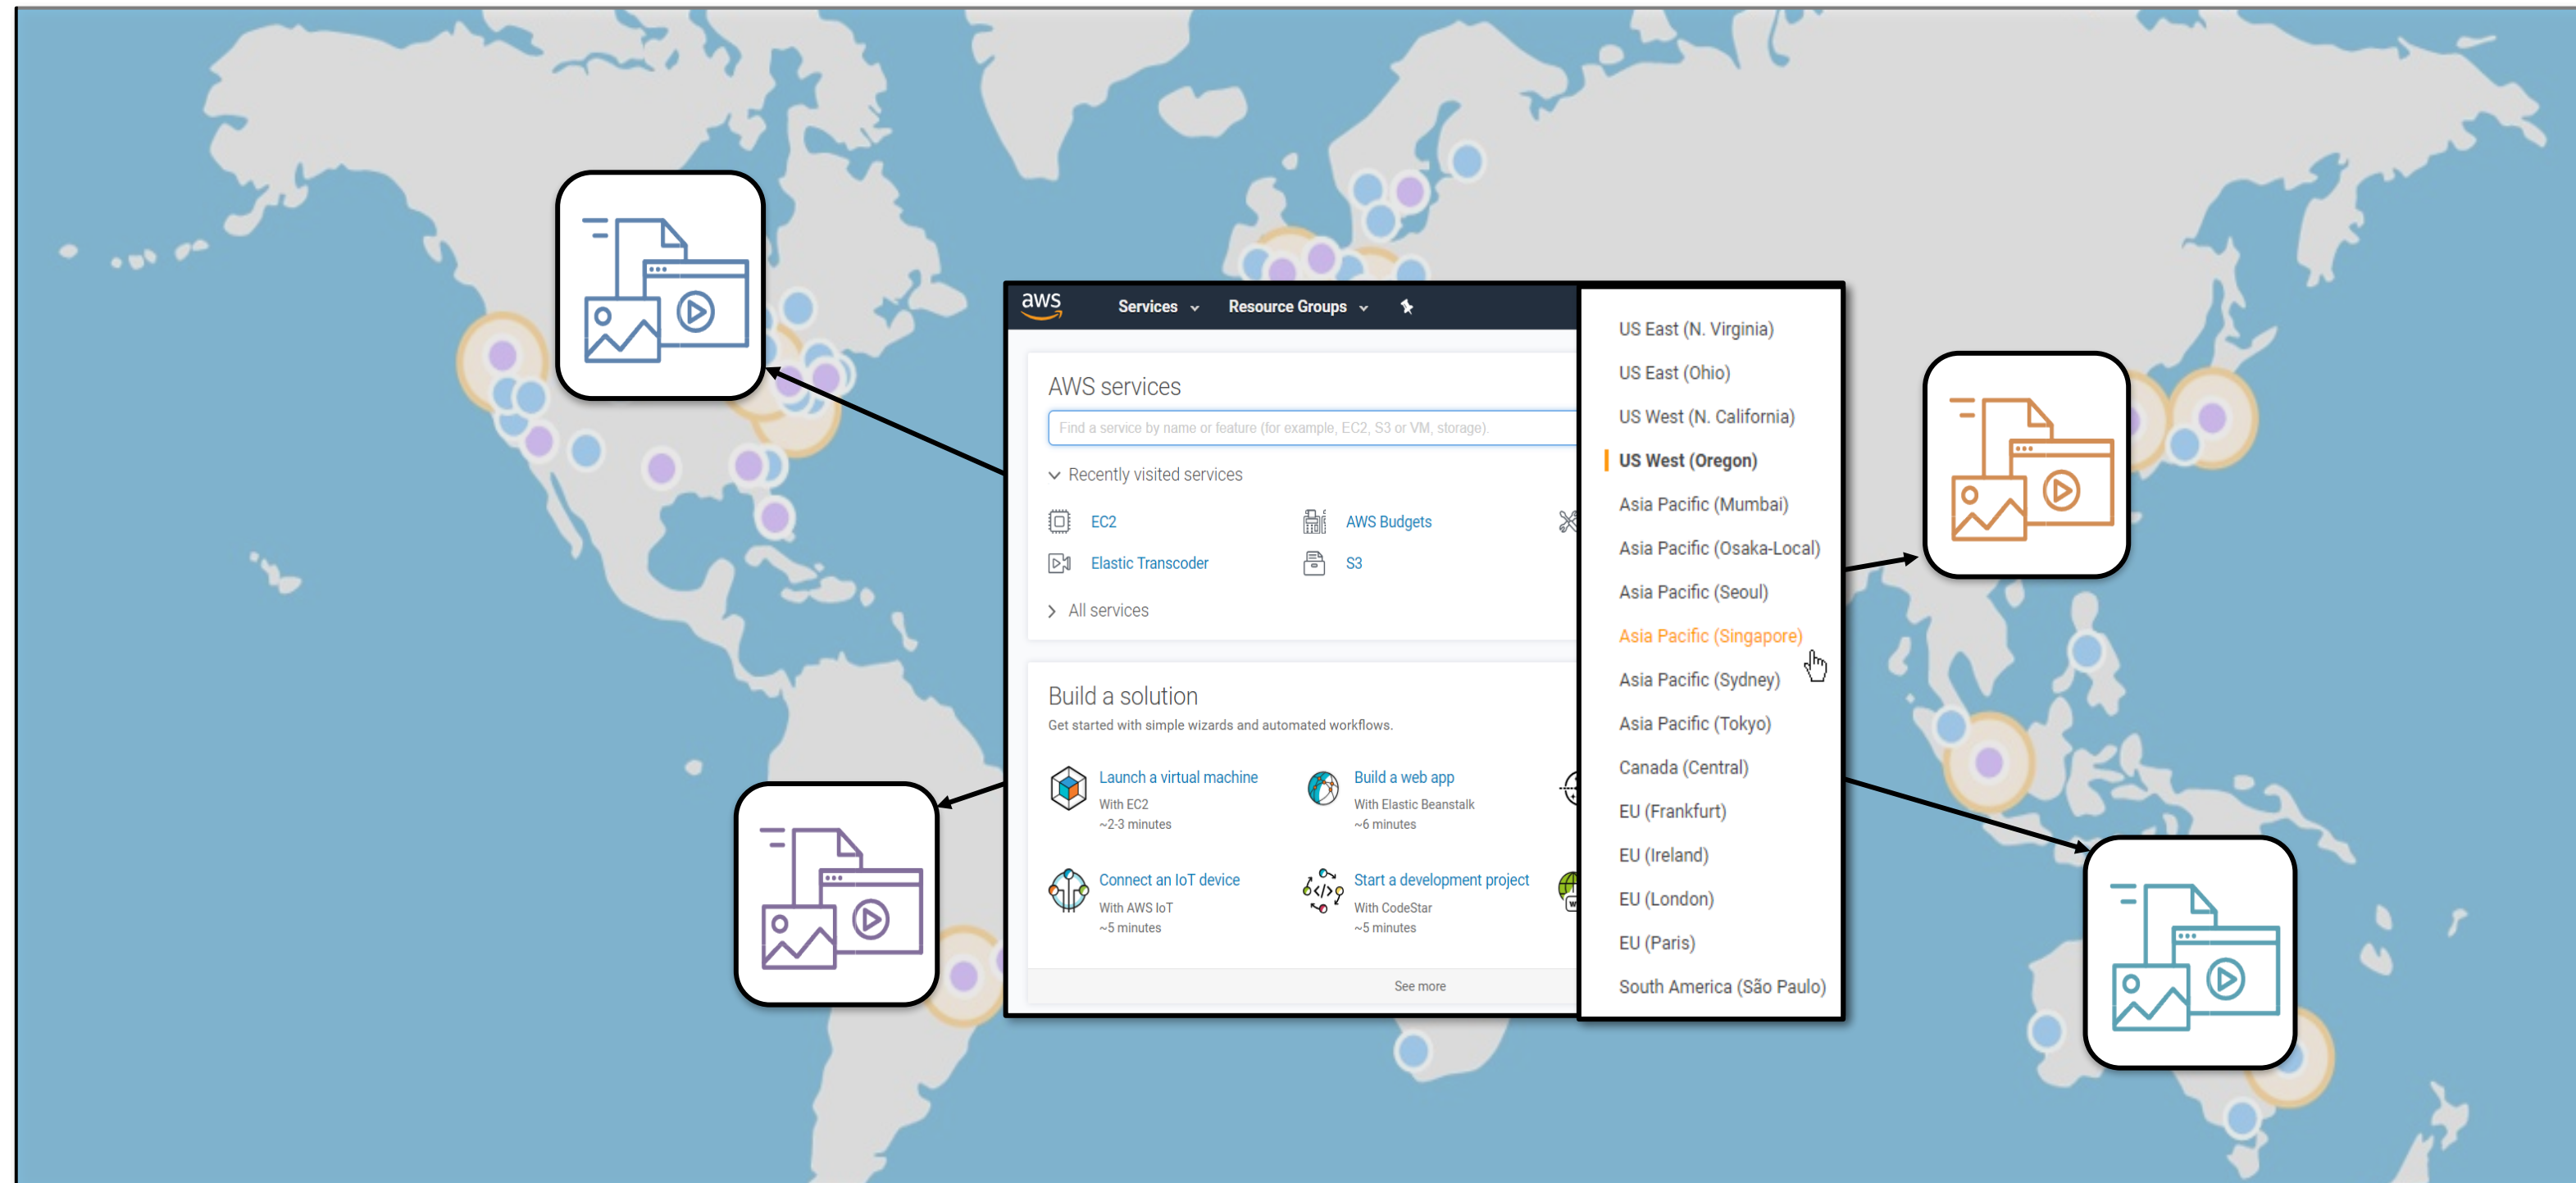 aws
Services
Resource Groups
AWS services
Find a service by name or feature (for example, EC2, S3 or VM, storage).
Recently visited services
EC2
AWS Budgets
Elastic Transcoder
S3
All services
Build a solution
Get started with simple wizards and automated workflows.
Launch a virtual machine
With EC2
~2-3 minutes
Build a web app
With Elastic Beanstalk
~6 minutes
Connect an IoT device
With AWS IoT
~5 minutes
Start a development project
With CodeStar
~5 minutes
See more
US East (N. Virginia)
US East (Ohio)
US West (N. California)
US West (Oregon)
Asia Pacific (Mumbai)
Asia Pacific (Osaka-Local)
Asia Pacific (Seoul)
Asia Pacific (Singapore)
Asia Pacific (Sydney)
Asia Pacific (Tokyo)
Canada (Central)
EU (Frankfurt)
EU (Ireland)
EU (London)
EU (Paris)
South America (São Paulo)